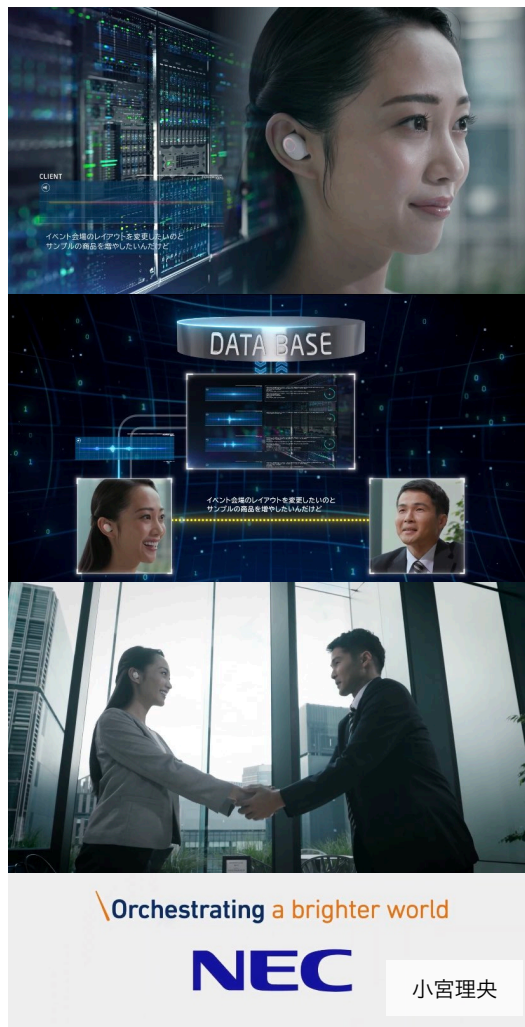 CLIENT
イベント会場のレイアウトを変更したいのと
サンプルの商品を増やしたいんだけど
DATA BASE
イベント会場のレイアウトを変更したいのと
サンプルの商品を増やしたいんだけど
\Orchestrating a brighter world
NEC
小宮理央